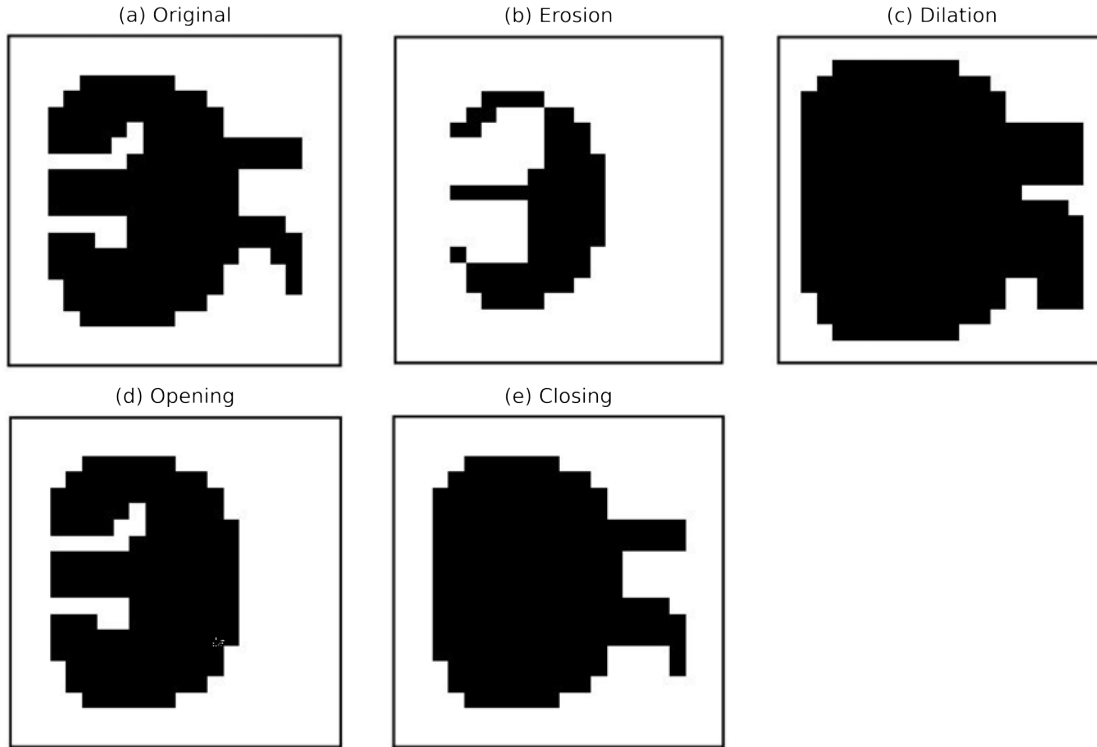 (a) Original
(b) Erosion
(c) Dilation
(d) Opening
(e) Closing